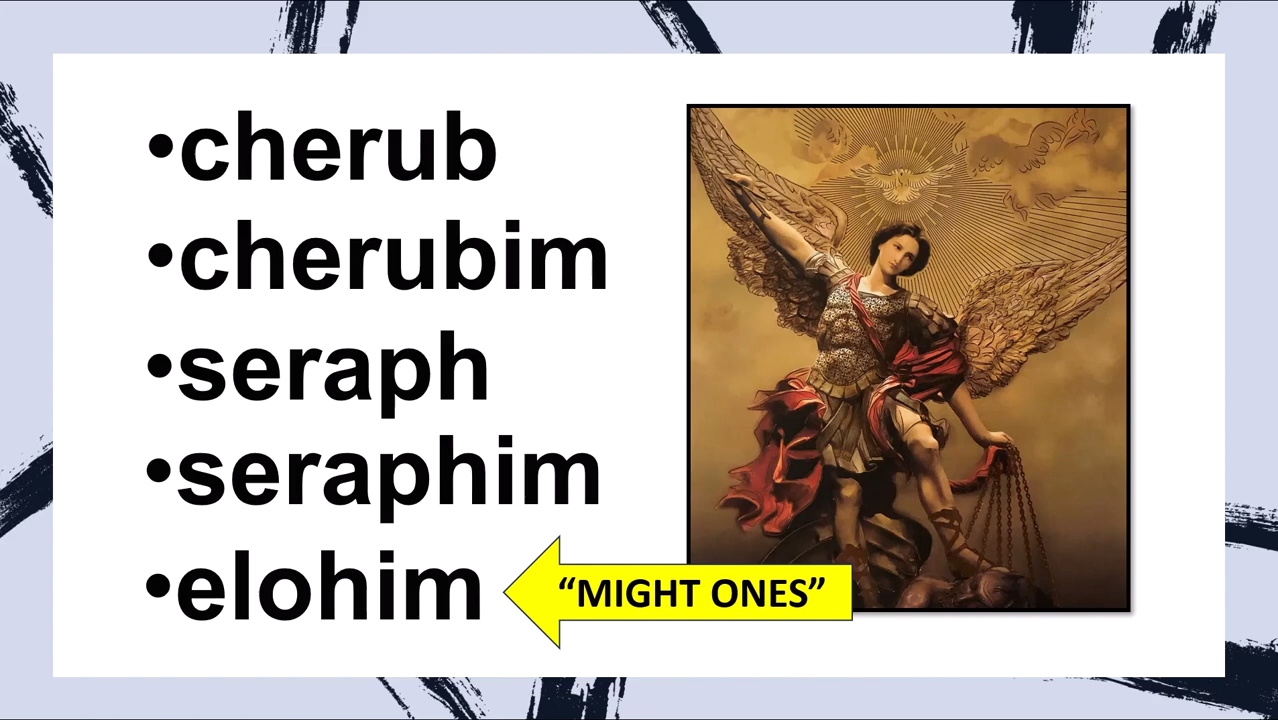 •cherub
•cherubim
•seraph
•seraphim
•elohim
“MIGHT ONES”